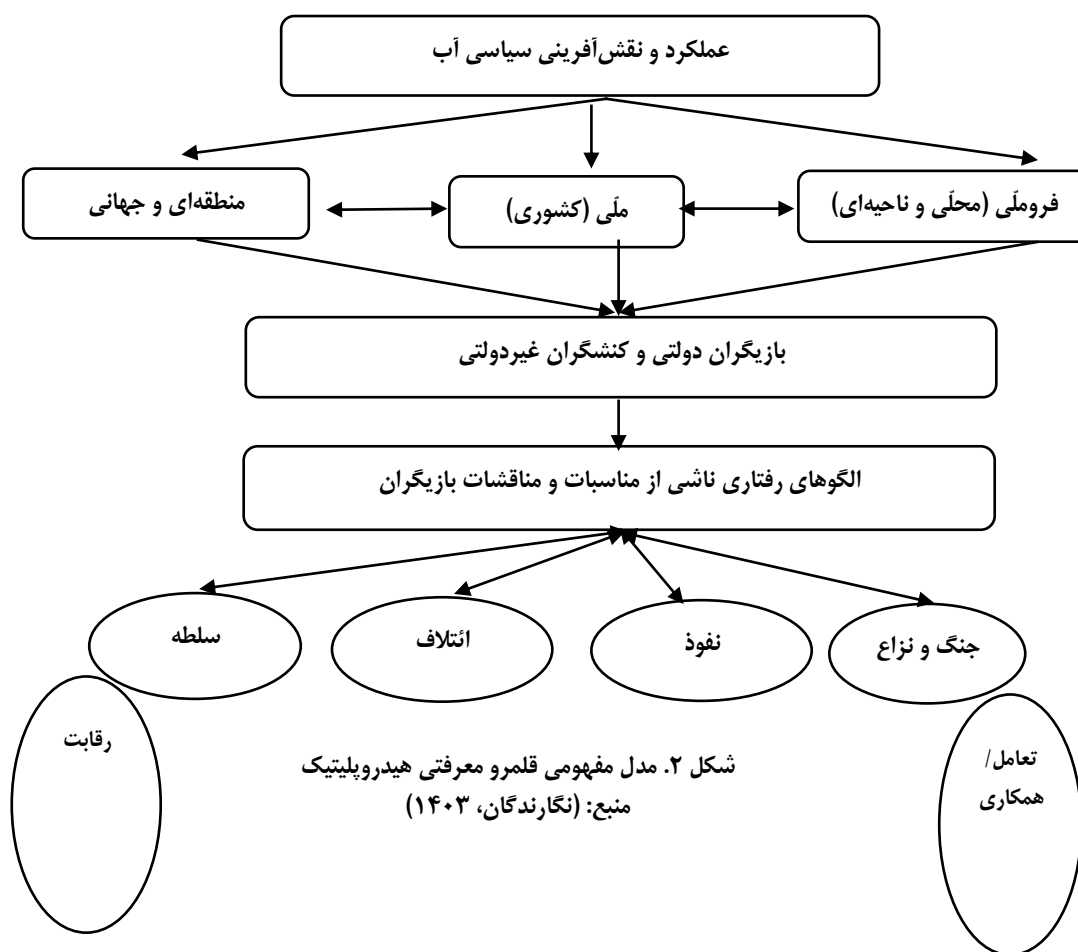 عملکرد و نقش‌آفرینی سیاسی آب
فروملّی (محلّی و ناحیه‌ای)
ملّی (کشوری)
منطقه‌ای و جهانی
بازیگران دولتی و کنشگران غیردولتی
الگوهای رفتاری ناشی از مناسبات و مناقشات بازیگران
جنگ و نزاع
نفوذ
ائتلاف
سلطه
تعامل/
همکاری
رقابت
شکل ۲. مدل مفهومی قلمرو معرفتی هیدروپلیتیک
منبع: (نگارندگان، ۱۴۰۳)